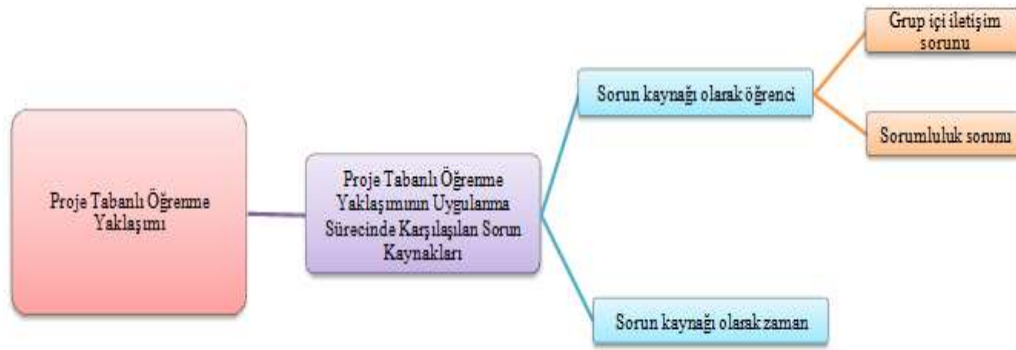 Proje Tabanlı Öğrenme
Yaklaşımı
Proje Tabanlı Öğrenme
Yaklaşımının Uygulanma
Sürecinde Karşılaşılan Sorun
Kaynakları
Sorun kaynağı olarak öğrenci
Grup içi iletişim
sorunu
Sorumluluk sorunu
Sorun kaynağı olarak zaman